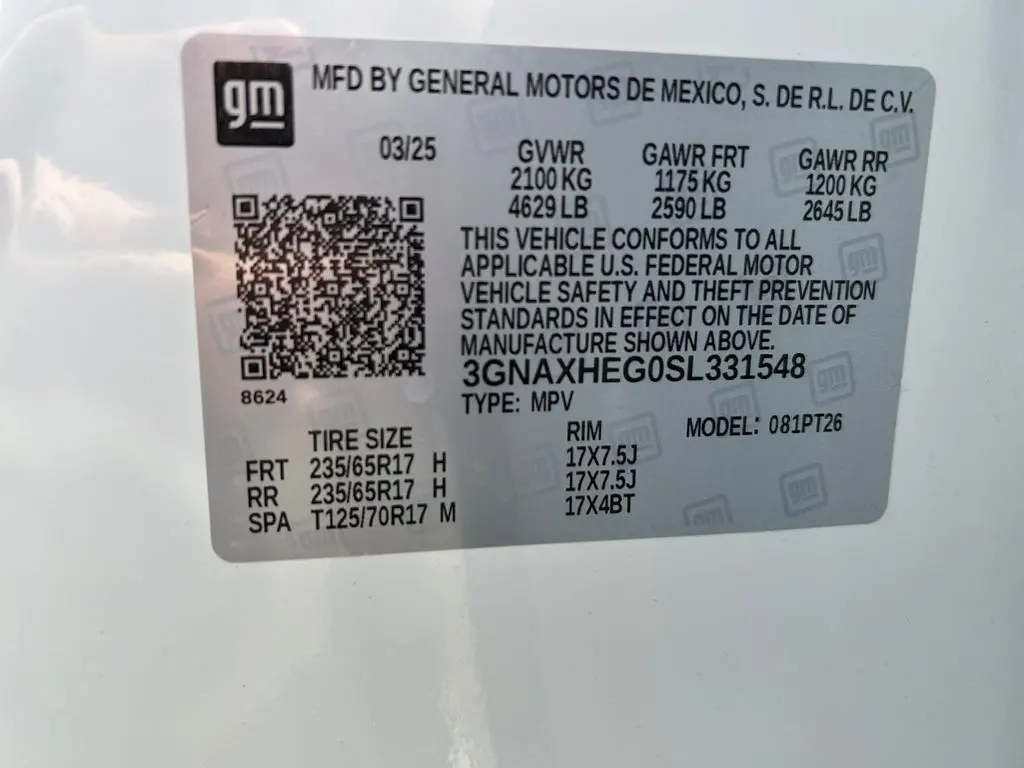 gm
MFD BY GENERAL MOTORS DE MEXICO, S. DE R.L. DE C.V.
03/25
GVWR GAWR FRT GAWR RR
2100 KG 1175 KG 1200 KG
4629 LB 2590 LB 2645 LB
THIS VEHICLE CONFORMS TO ALL
APPLICABLE U.S. FEDERAL MOTOR
VEHICLE SAFETY AND THEFT PREVENTION
STANDARDS IN EFFECT ON THE DATE OF
MANUFACTURE SHOWN ABOVE.
3GNAXHEG0SL331548
8624
TYPE: MPV
MODEL: 081PT26
TIRE SIZE RIM
FRT 235/65R17 H 17X7.5J
RR 235/65R17 H 17X7.5J
SPA T125/70R17 M 17X4BT